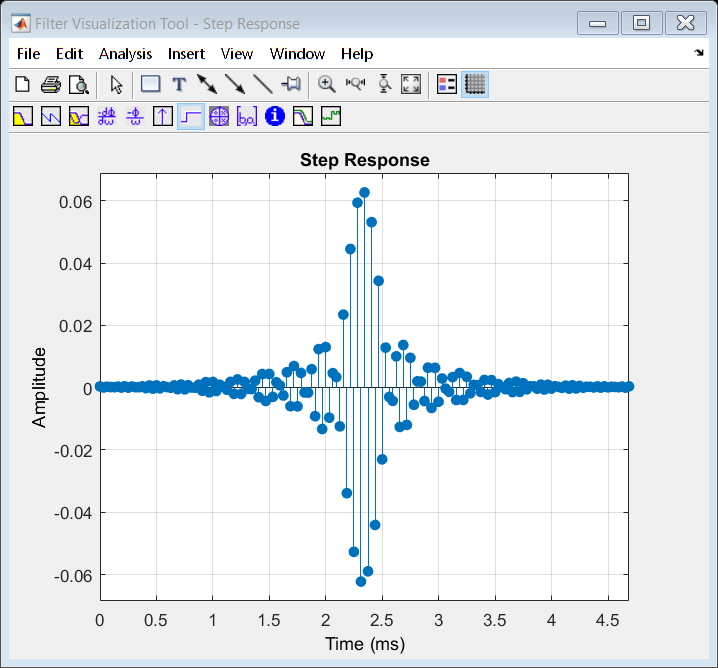 Filter Visualization Tool - Step Response
File Edit Analysis Insert View Window Help
Step Response
0.06
0.04
0.02
0
-0.02
-0.04
-0.06
Amplitude
0 0.5 1 1.5 2 2.5 3 3.5 4 4.5
Time (ms)